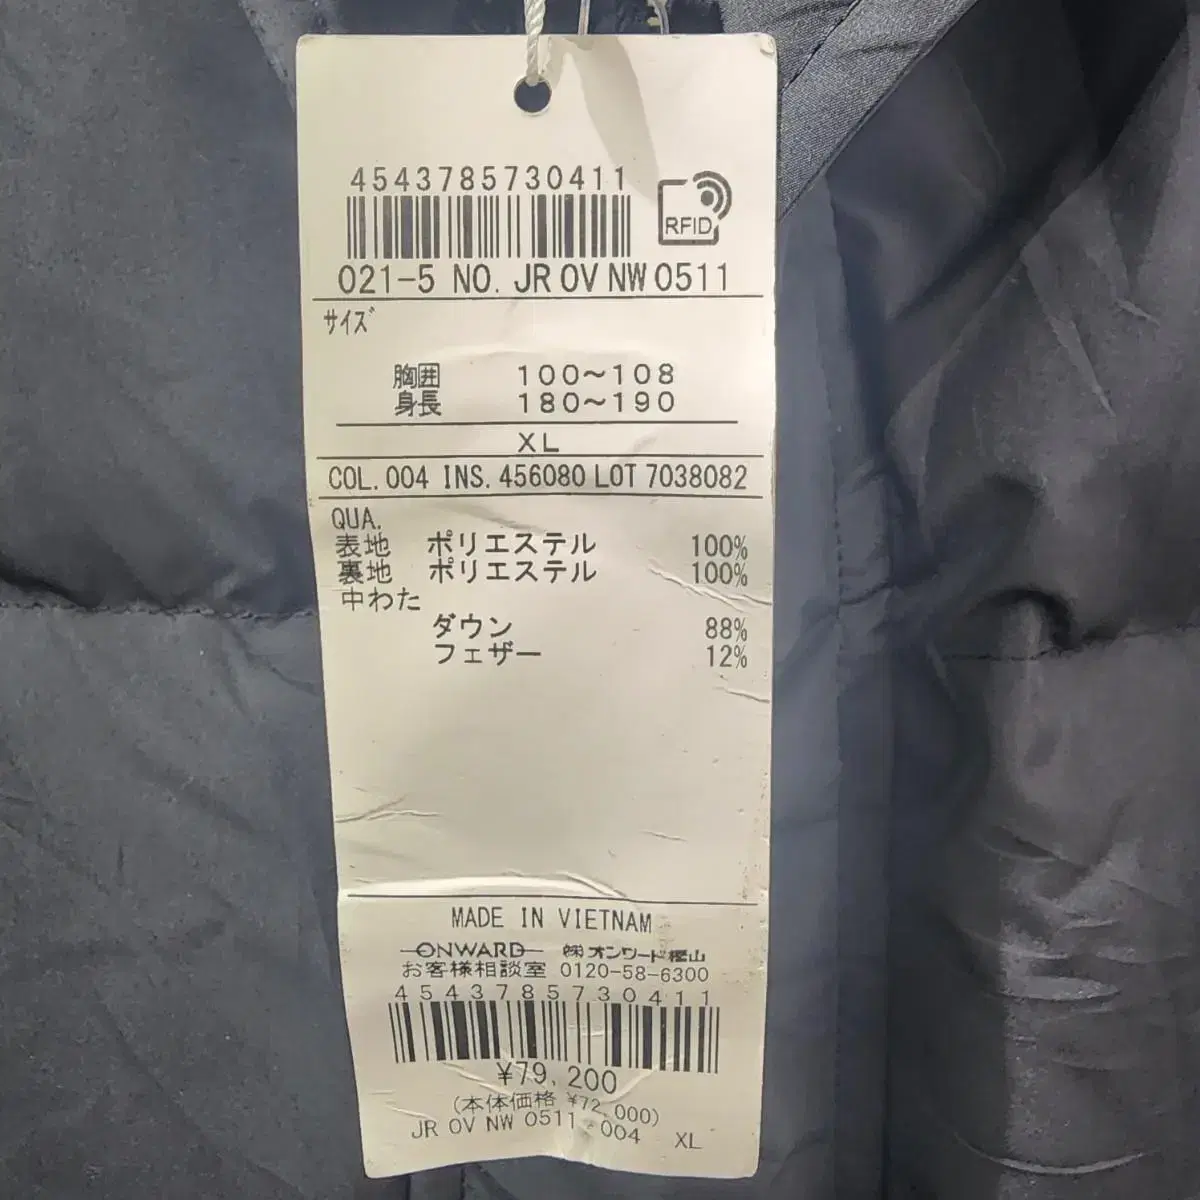 4543785730411
RFID
021-5 NO. JR OV NW 0511
サイズ
胸囲 100〜108
身長 180〜190
XL
COL. 004 INS. 456080 LOT 7038082
QUA.
表地 ポリエステル 100%
裏地 ポリエステル 100%
中わた
ダウン 88%
フェザー 12%
MADE IN VIETNAM
ONWARD ㈱オンワード樫山
お客様相談室 0120-58-6300
4543785730411
¥79,200
(本体価格 ¥72,000)
JR OV NW 0511 -004 XL